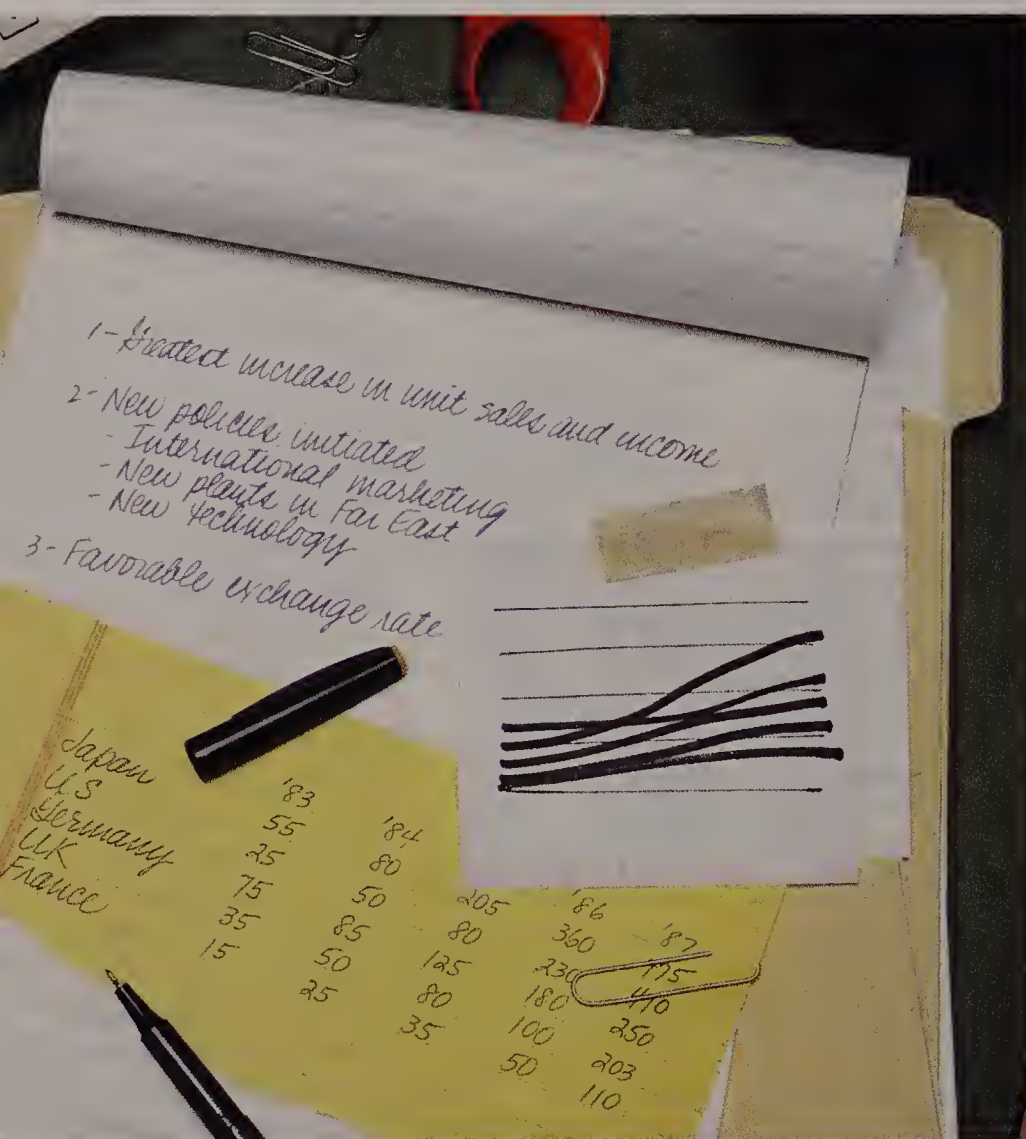 1- Greatest increase in unit sales and income
2- New policies initiated
- International marketing
- New plants in Far East
- New technology
3- Favorable exchange rate
'83 '84 '86 '87
Japan 55 80 205 360
U.S 25 50 80 230 410
Germany 75 85 125 180 250
UK 35 50 80 100 203
France 15 25 35 50 110